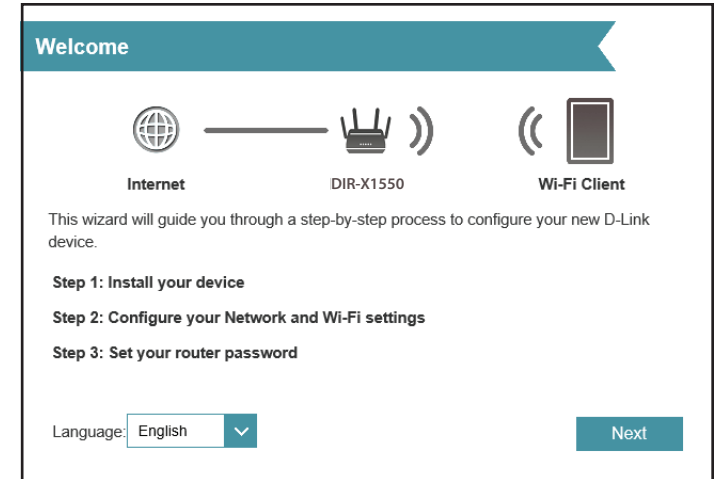 Welcome
Internet
DIR-X1550
Wi-Fi Client
This wizard will guide you through a step-by-step process to configure your new D-Link
device.
Step 1: Install your device
Step 2: Configure your Network and Wi-Fi settings
Step 3: Set your router password
Language: English
Next